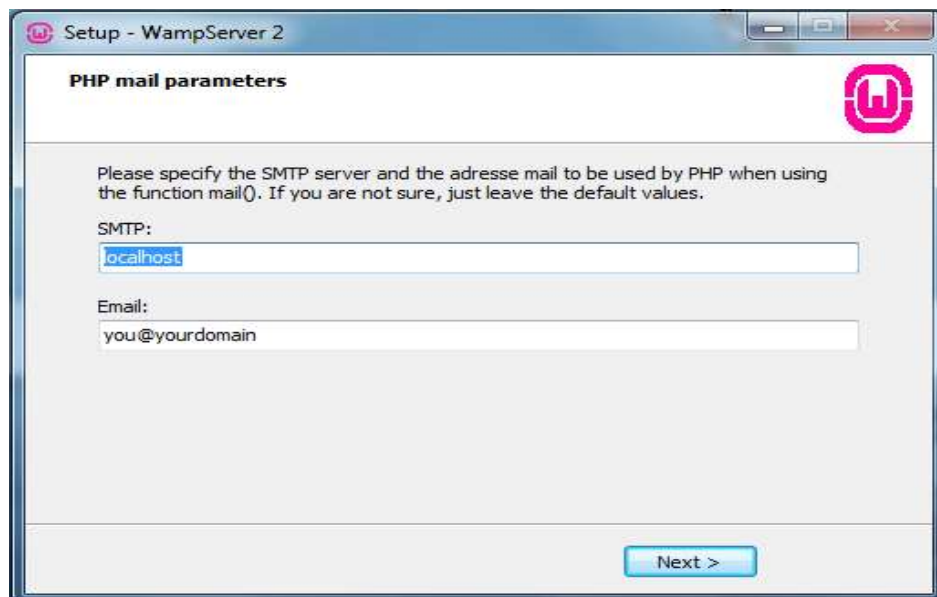 Setup - WampServer 2
PHP mail parameters
Please specify the SMTP server and the adresse mail to be used by PHP when using
the function mail(). If you are not sure, just leave the default values.
SMTP:
localhost
Email:
you@yourdomain
Next >